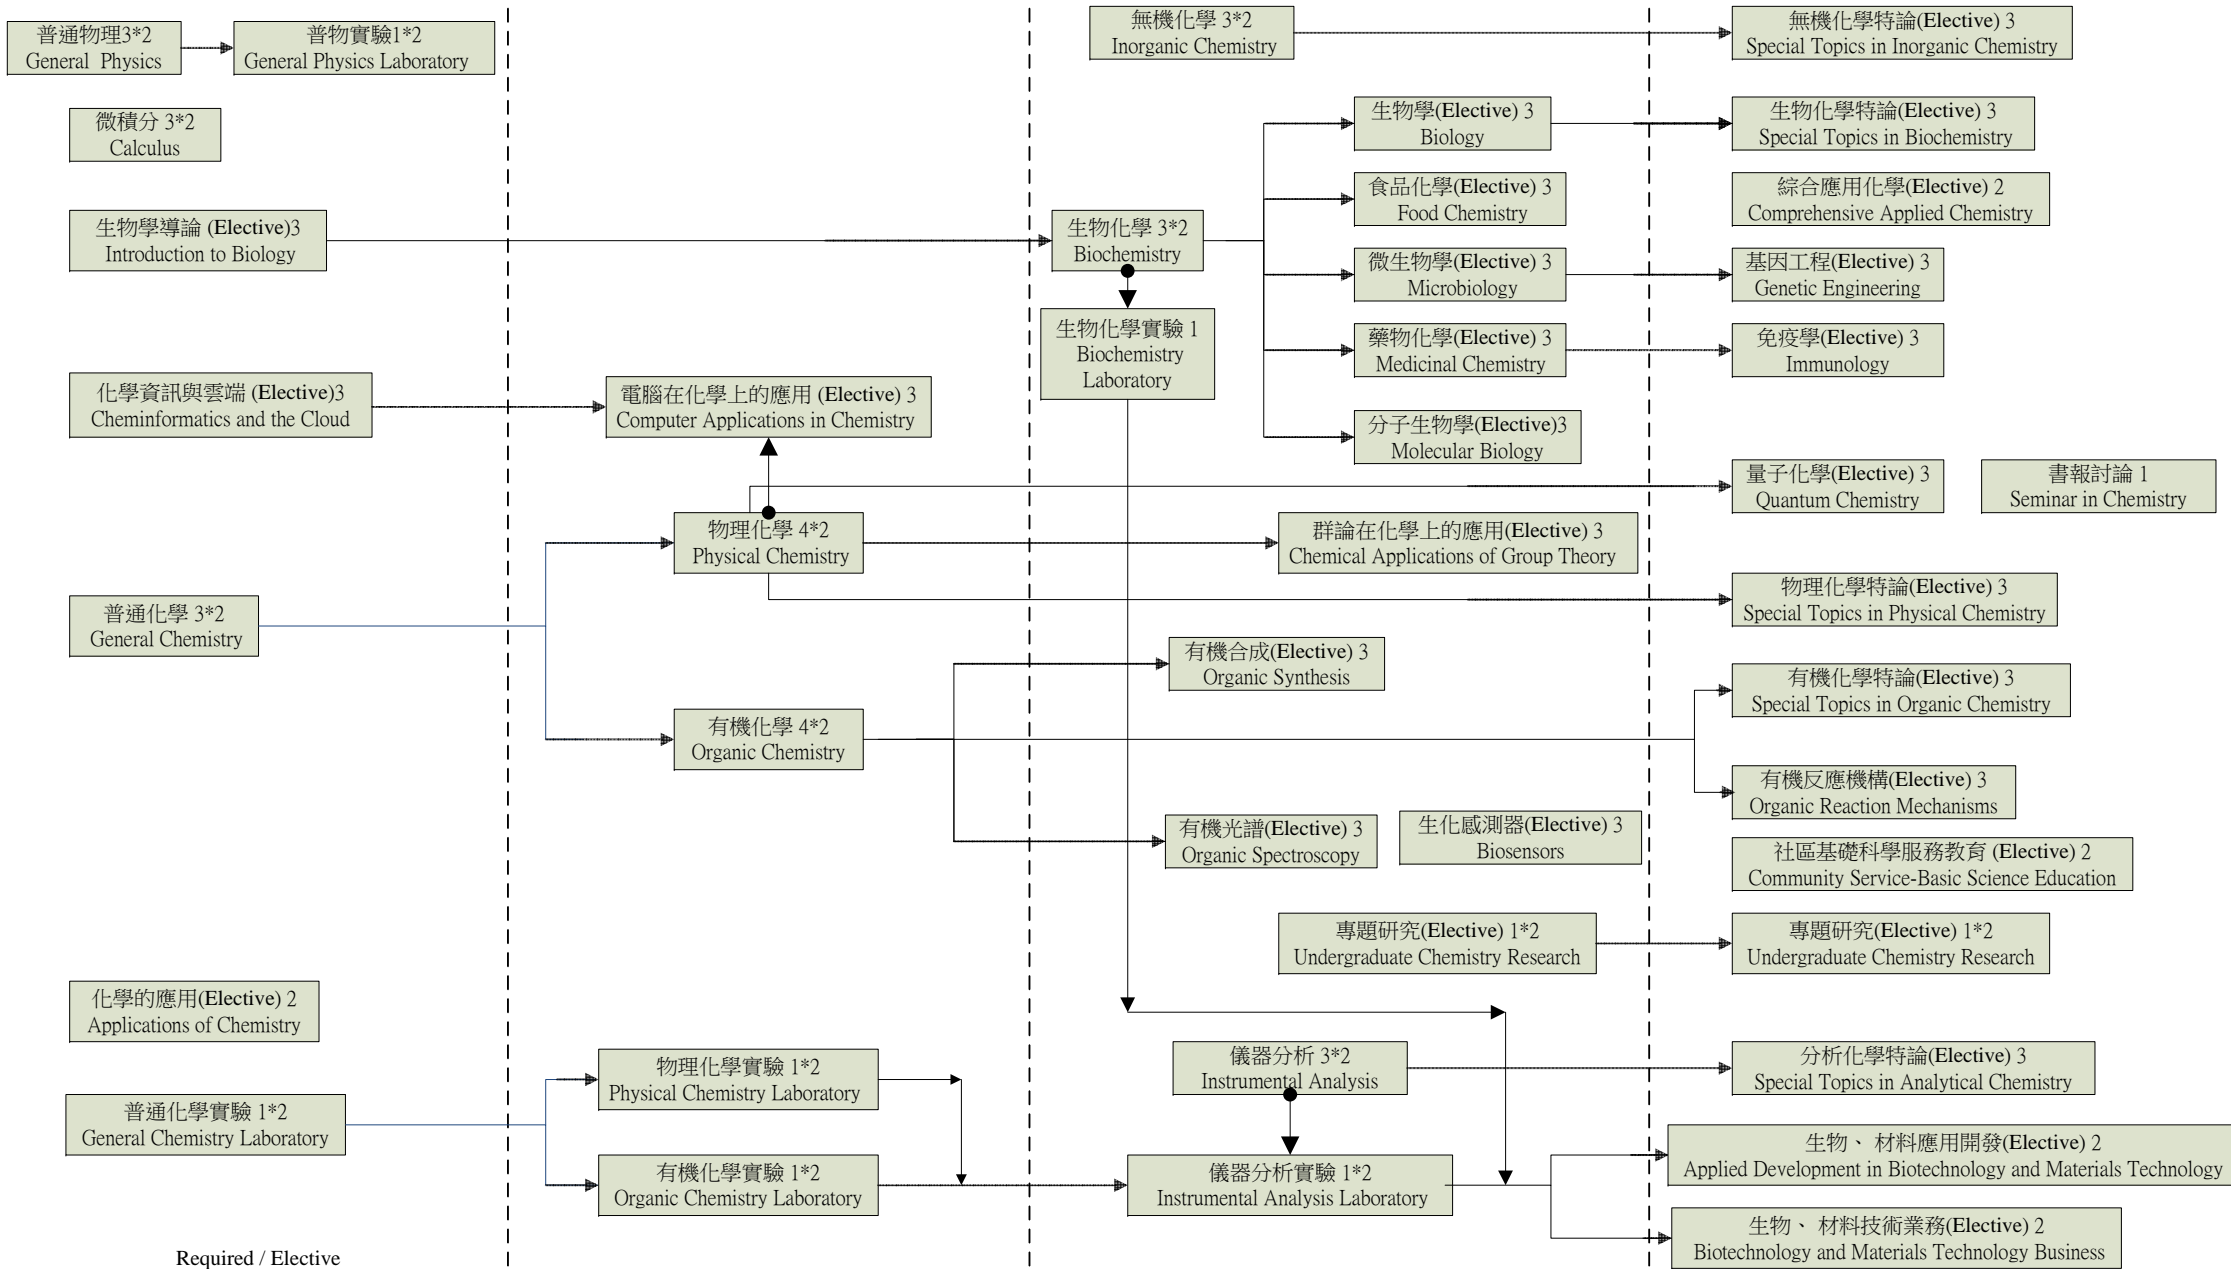 普通物理3*2
General Physics
普物實驗1*2
General Physics Laboratory
微積分 3*2
Calculus
生物學導論 (Elective)3
Introduction to Biology
化學資訊與雲端 (Elective)3
Cheminformatics and the Cloud
普通化學 3*2
General Chemistry
化學的應用(Elective) 2
Applications of Chemistry
普通化學實驗 1*2
General Chemistry Laboratory
Required / Elective
電腦在化學上的應用 (Elective) 3
Computer Applications in Chemistry
物理化學 4*2
Physical Chemistry
有機化學 4*2
Organic Chemistry
物理化學實驗 1*2
Physical Chemistry Laboratory
有機化學實驗 1*2
Organic Chemistry Laboratory
無機化學 3*2
Inorganic Chemistry
生物化學 3*2
Biochemistry
生物化學實驗 1
Biochemistry
Laboratory
生物學(Elective) 3
Biology
食品化學(Elective) 3
Food Chemistry
微生物學(Elective) 3
Microbiology
藥物化學(Elective) 3
Medicinal Chemistry
分子生物學(Elective)3
Molecular Biology
群論在化學上的應用(Elective) 3
Chemical Applications of Group Theory
有機合成(Elective) 3
Organic Synthesis
有機光譜(Elective) 3
Organic Spectroscopy
生化感測器(Elective) 3
Biosensors
專題研究(Elective) 1*2
Undergraduate Chemistry Research
儀器分析 3*2
Instrumental Analysis
儀器分析實驗 1*2
Instrumental Analysis Laboratory
無機化學特論(Elective) 3
Special Topics in Inorganic Chemistry
生物化學特論(Elective) 3
Special Topics in Biochemistry
綜合應用化學(Elective) 2
Comprehensive Applied Chemistry
基因工程(Elective) 3
Genetic Engineering
免疫學(Elective) 3
Immunology
量子化學(Elective) 3
Quantum Chemistry
書報討論 1
Seminar in Chemistry
物理化學特論(Elective) 3
Special Topics in Physical Chemistry
有機化學特論(Elective) 3
Special Topics in Organic Chemistry
有機反應機構(Elective) 3
Organic Reaction Mechanisms
社區基礎科學服務教育 (Elective) 2
Community Service-Basic Science Education
專題研究(Elective) 1*2
Undergraduate Chemistry Research
分析化學特論(Elective) 3
Special Topics in Analytical Chemistry
生物、 材料應用開發(Elective) 2
Applied Development in Biotechnology and Materials Technology
生物、 材料技術業務(Elective) 2
Biotechnology and Materials Technology Business